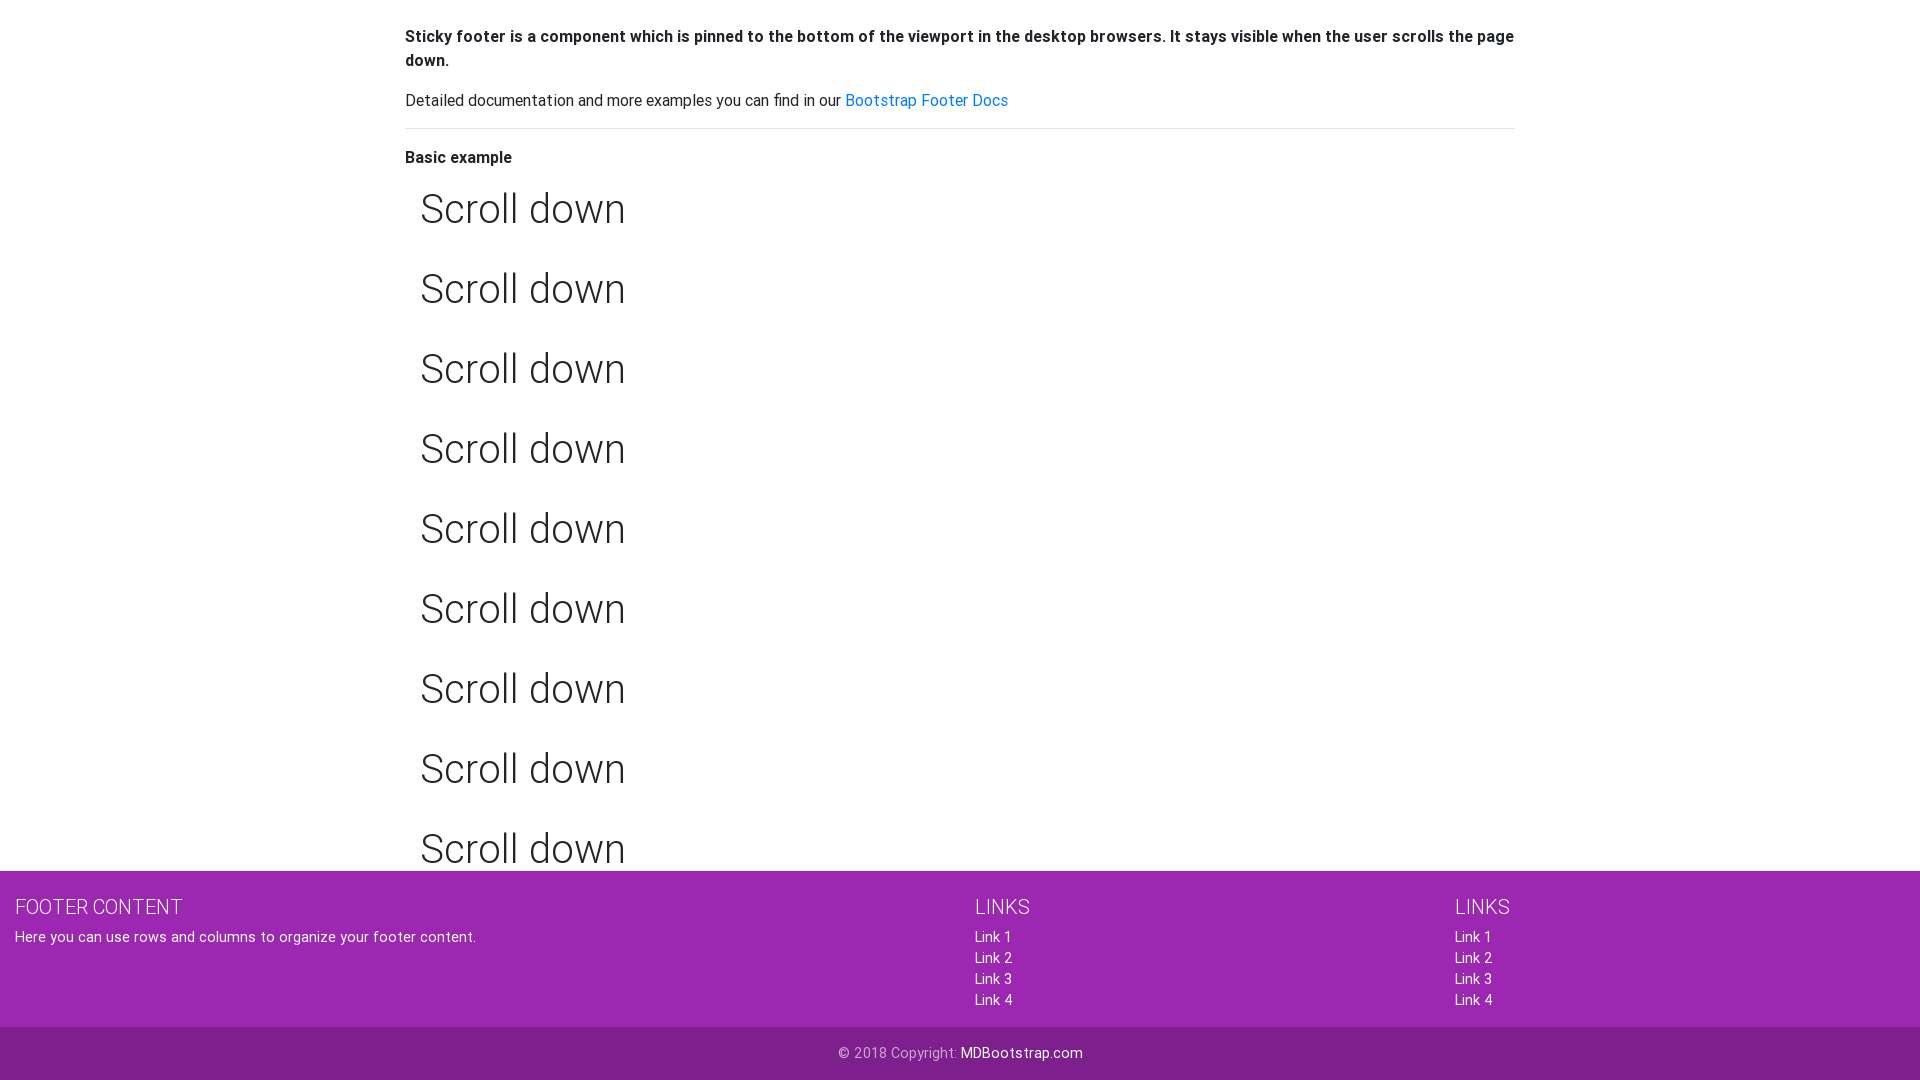 Sticky footer is a component which is pinned to the bottom of the viewport in the desktop browsers. It stays visible when the user scrolls the page
down.
Detailed documentation and more examples you can find in our Bootstrap Footer Docs
Basic example
Scroll down
Scroll down
Scroll down
Scroll down
Scroll down
Scroll down
Scroll down
Scroll down
Scroll down
FOOTER CONTENT
Here you can use rows and columns to organize your footer content.
LINKS
Link 1
Link 2
Link 3
Link 4
LINKS
Link 1
Link 2
Link 3
Link 4
© 2018 Copyright: MDBootstrap.com